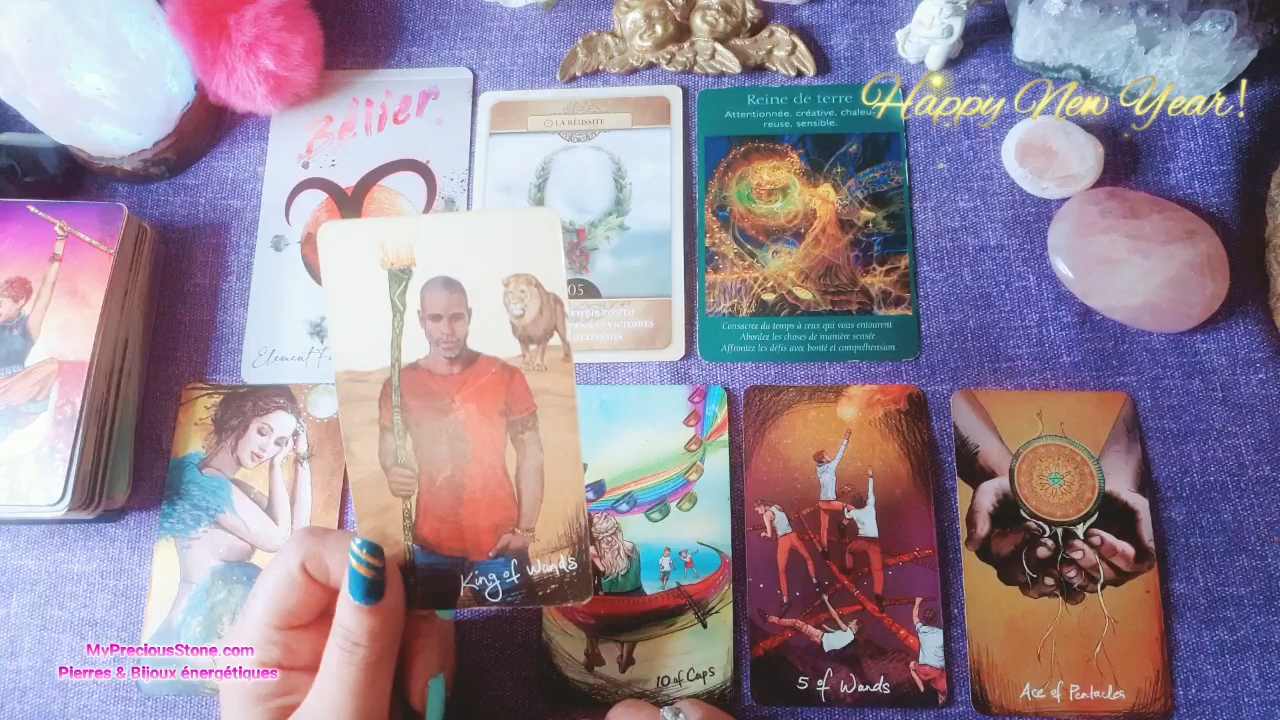 Bélier
Element
LA RÉUSSITE
05
VICTOIRES
Reine de terre
Attentionnée, créative, chaleu-
reuse, sensible.
Consacrez du temps à ceux qui vous entourent.
Abordez les choses de manière sensée
Affrontez les défis avec bonté et compréhension.
Happy New Year!
King of Wands
10 of Cups
5 of Wands
Ace of Pentacles
MyPreciousStone.com
Pierres & Bijoux énergétiques